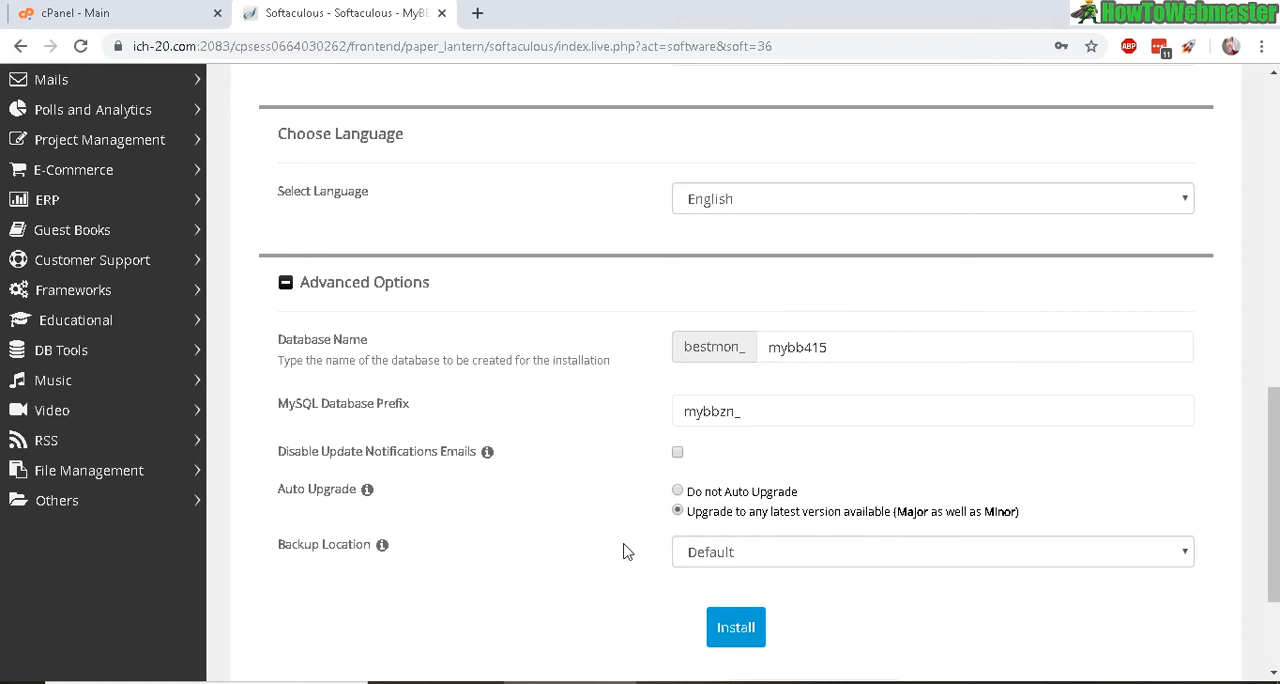 cPanel - Main
Softaculous - Softaculous - MyB
HowToWebmaster
ich-20.com:2083/cpsess0664030262/frontend/paper_lantern/softaculous/index.live.php?act=software&soft=36
ABP
11
Mails
Polls and Analytics
Project Management
E-Commerce
ERP
Guest Books
Customer Support
Frameworks
Educational
DB Tools
Music
Video
RSS
File Management
Others
Choose Language
Select Language
English
Advanced Options
Database Name
Type the name of the database to be created for the installation
bestmon_ mybb415
MySQL Database Prefix
mybbzn_
Disable Update Notifications Emails
Auto Upgrade
Do not Auto Upgrade
Upgrade to any latest version available (Major as well as Minor)
Backup Location
Default
Install